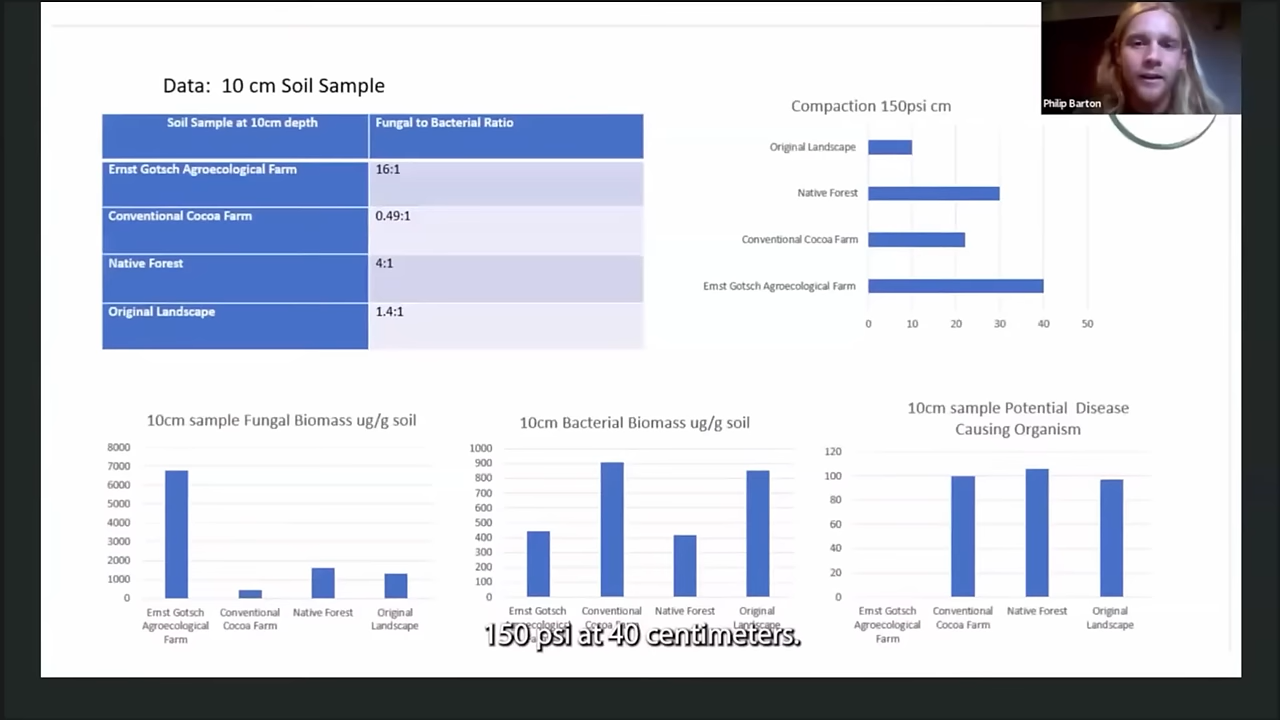 Data: 10 cm Soil Sample
Soil Sample at 10cm depth
Fungal to Bacterial Ratio
Ernst Gotsch Agroecological Farm
16:1
Conventional Cocoa Farm
0.49:1
Native Forest
4:1
Original Landscape
1.4:1
Compaction 150psi cm
Original Landscape
Native Forest
Conventional Cocoa Farm
Ernst Gotsch Agroecological Farm
0 10 20 30 40 50
Philip Barton
10cm sample Fungal Biomass ug/g soil
8000
7000
6000
5000
4000
3000
2000
1000
0
Ernst Gotsch
Agroecological
Farm
Conventional
Cocoa Farm
Native Forest
Original
Landscape
10cm Bacterial Biomass ug/g soil
1000
900
800
700
600
500
400
300
200
100
0
Ernst Gotsch
Conventional
Native Forest
Original
10cm sample Potential Disease
Causing Organism
120
100
80
60
40
20
0
Ernst Gotsch
Agroecological
Farm
Conventional
Cocoa Farm
Native Forest
Original
Landscape
150 psi at 40 centimeters.